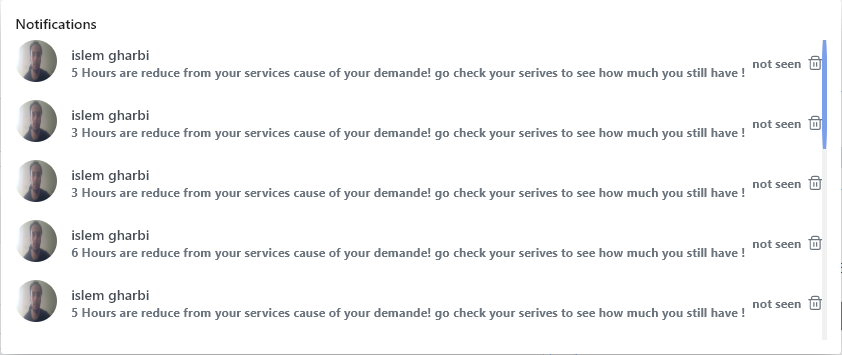 Notifications
islem gharbi
5 Hours are reduce from your services cause of your demande! go check your serives to see how much you still have !
not seen
islem gharbi
3 Hours are reduce from your services cause of your demande! go check your serives to see how much you still have !
not seen
islem gharbi
3 Hours are reduce from your services cause of your demande! go check your serives to see how much you still have !
not seen
islem gharbi
6 Hours are reduce from your services cause of your demande! go check your serives to see how much you still have !
not seen
islem gharbi
5 Hours are reduce from your services cause of your demande! go check your serives to see how much you still have !
not seen